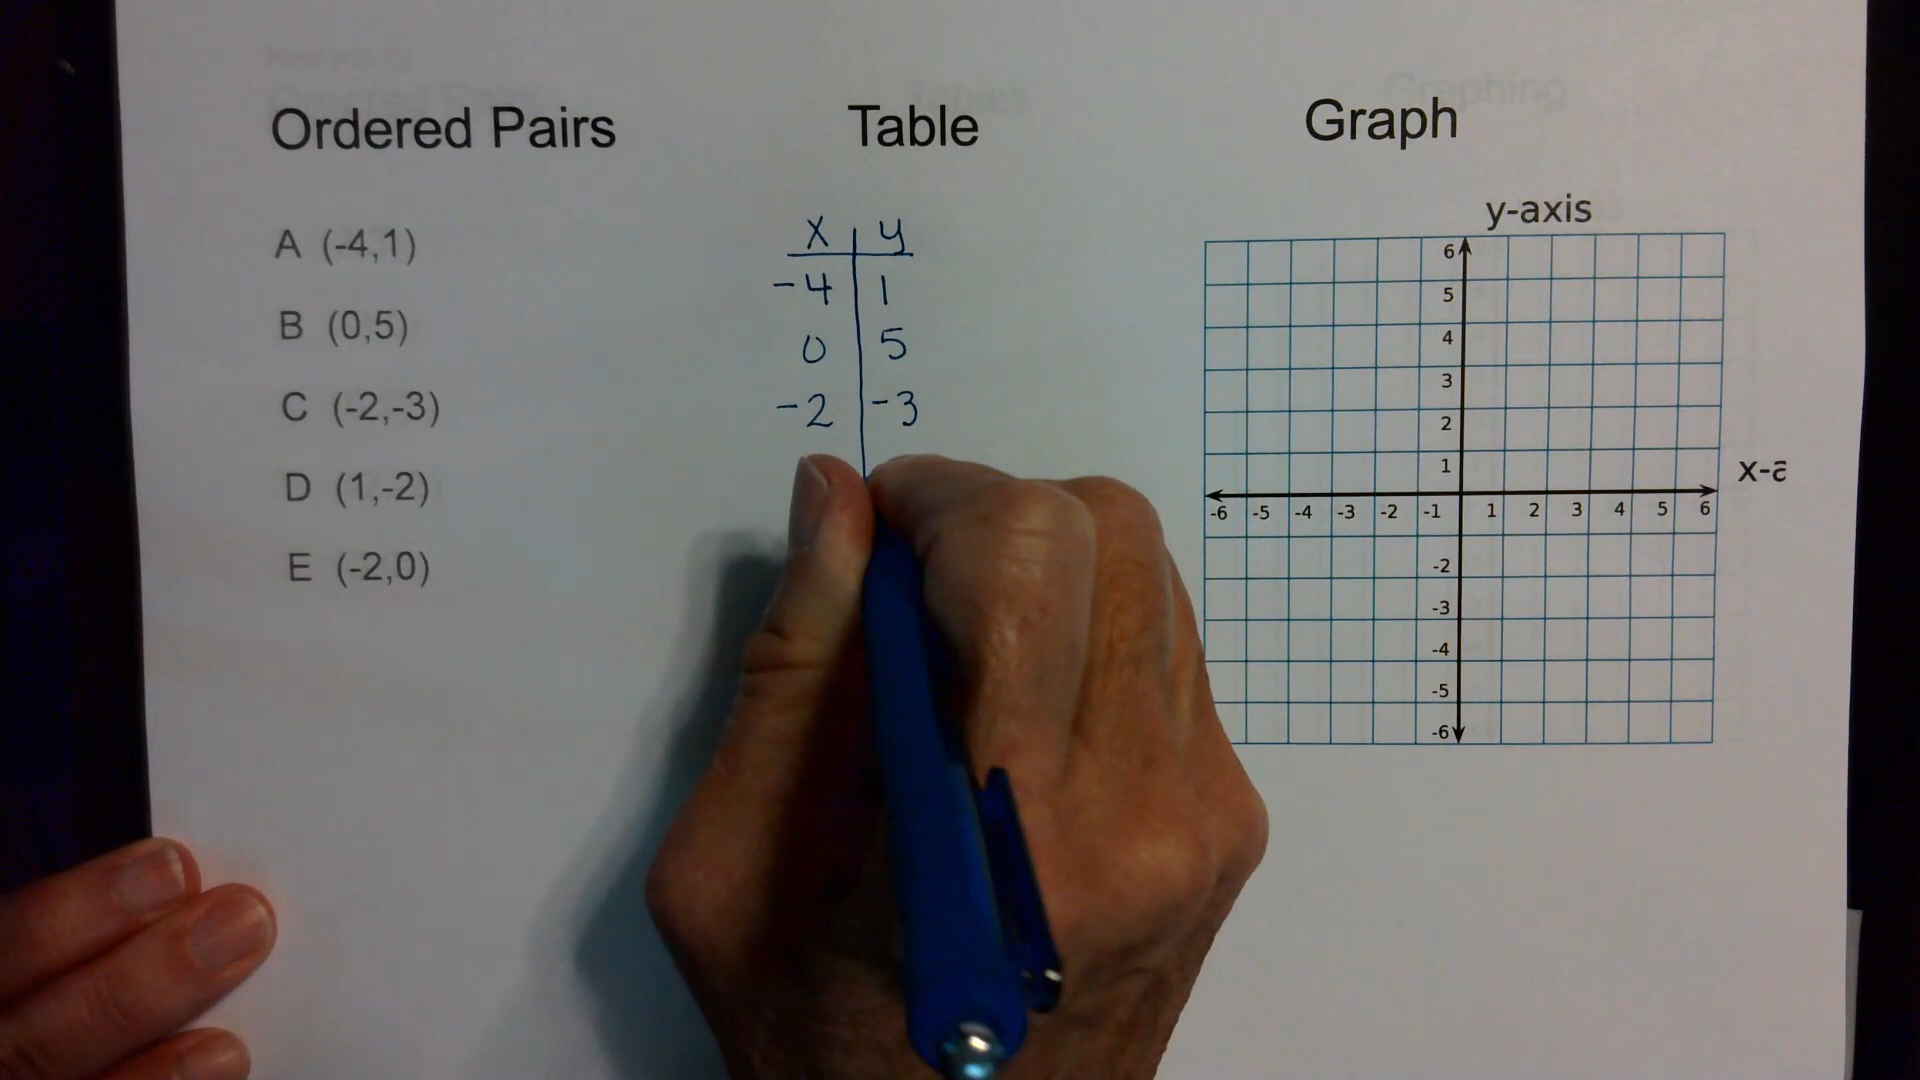 Ordered Pairs
A (-4,1)
B (0,5)
C (-2,-3)
D (1,-2)
E (-2,0)
Table
x y
-4 1
0 5
-2 -3
Graph
y-axis
6
5
4
3
2
1
x-a
-6 -5 -4 -3 -2 -1 1 2 3 4 5 6
-2
-3
-4
-5
-6
Graphing